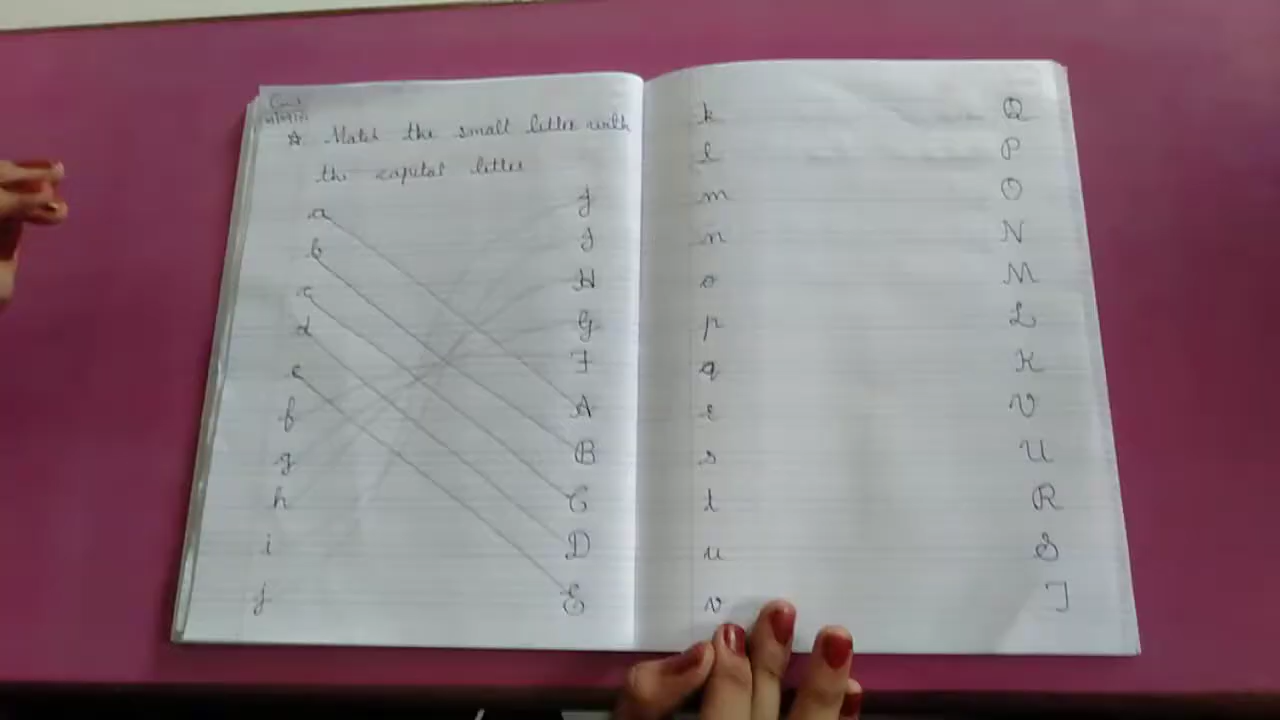 ☆ Match the small letter with
the capital letter
a J
b I
c H
d G
e F
f A
g B
h C
i D
j E
k Q
l P
m O
n N
o M
p L
q K
r V
s U
t R
u S
v T